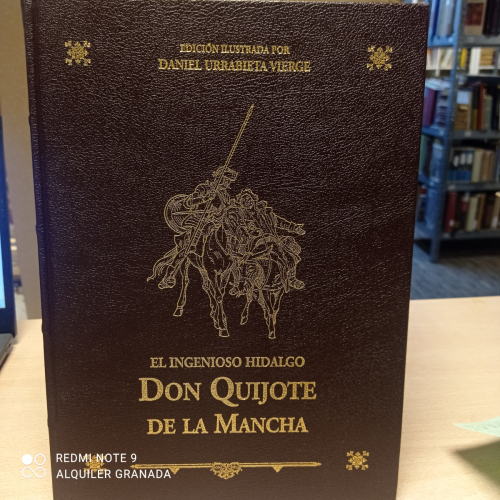 EDICIÓN ILUSTRADA POR
DANIEL URRABIETA VIERGE
EL INGENIOSO HIDALGO
DON QUIJOTE
DE LA MANCHA
REDMI NOTE 9
ALQUILER GRANADA